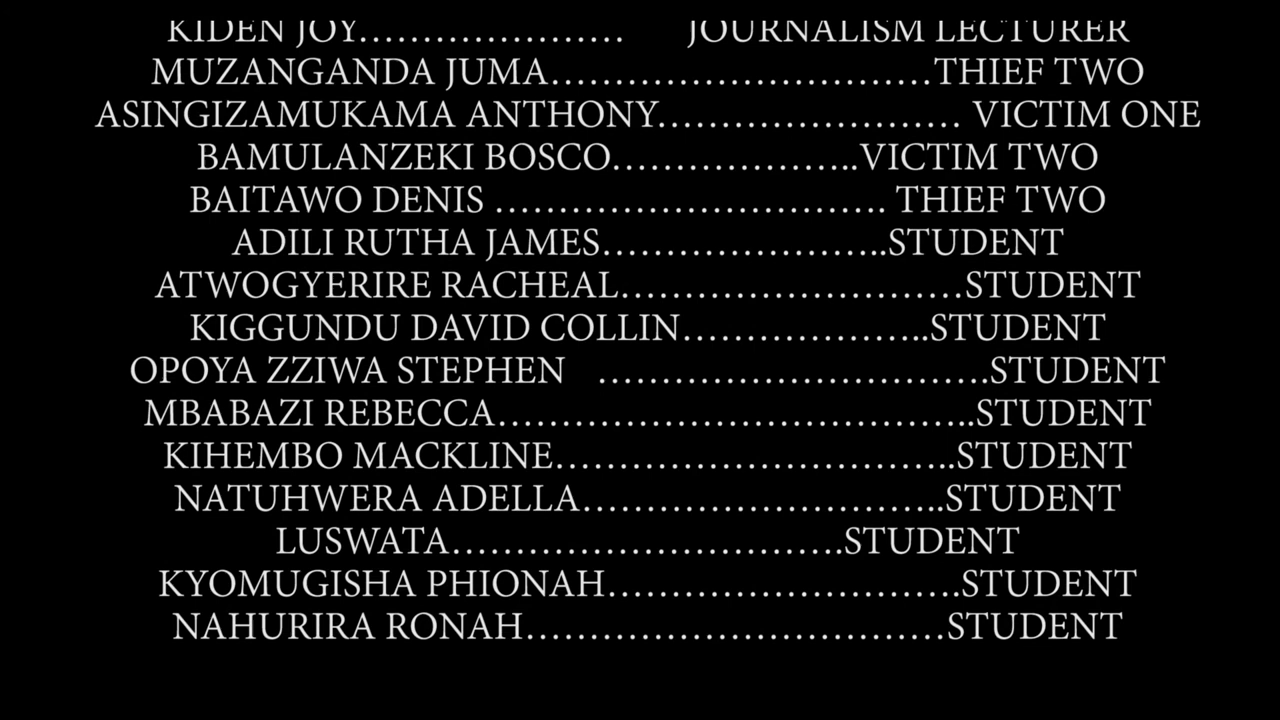 KIDEN JOY.....................    JOURNALISM LECTURER
MUZANGANDA JUMA..............................THIEF TWO
ASINGIZAMUKAMA ANTHONY........................ VICTIM ONE
BAMULANZEKI BOSCO....................VICTIM TWO
BAITAWO DENIS ............................... THIEF TWO
ADILI RUTHA JAMES.......................STUDENT
ATWOGYERIRE RACHEAL...........................STUDENT
KIGGUNDU DAVID COLLIN....................STUDENT
OPOYA ZZIWA STEPHEN   ...............................STUDENT
MBABAZI REBECCA......................................STUDENT
KIHEMBO MACKLINE................................STUDENT
NATUHWERA ADELLA.............................STUDENT
LUSWATA...............................STUDENT
KYOMUGISHA PHIONAH............................STUDENT
NAHURIRA RONAH.................................STUDENT